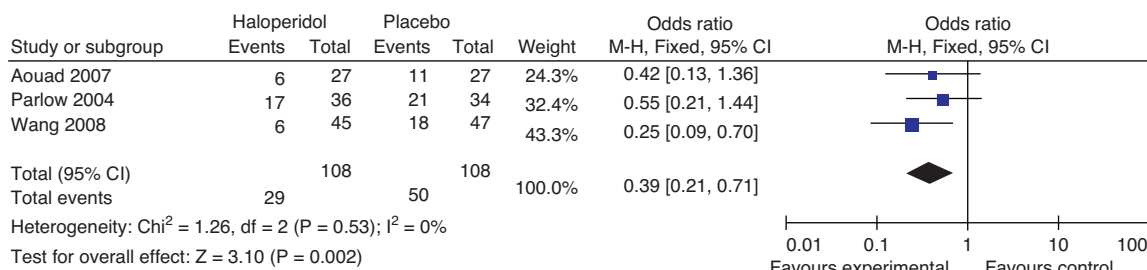 Haloperidol Placebo Odds ratio Odds ratio
Study or subgroup Events Total Events Total Weight M-H, Fixed, 95% CI M-H, Fixed, 95% CI
Aouad 2007 6 27 11 27 24.3% 0.42 [0.13, 1.36]
Parlow 2004 17 36 21 34 32.4% 0.55 [0.21, 1.44]
Wang 2008 6 45 18 47 43.3% 0.25 [0.09, 0.70]
Total (95% CI) 108 108 100.0% 0.39 [0.21, 0.71]
Total events 29 50
Heterogeneity: Chi² = 1.26, df = 2 (P = 0.53); I² = 0%
Test for overall effect: Z = 3.10 (P = 0.002)
0.01 0.1 1 10 100
Favours experimental Favours control